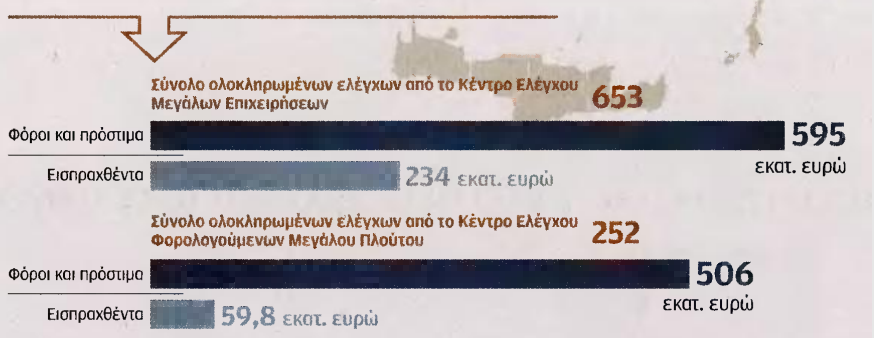 Σύνολο ολοκληρωμένων ελέγχων από το Κέντρο Ελέγχου
Μεγάλων Επιχειρήσεων 653
Φόροι και πρόστιμα 595
εκατ. ευρώ
Εισπραχθέντα 234 εκατ. ευρώ
Σύνολο ολοκληρωμένων ελέγχων από το Κέντρο Ελέγχου
Φορολογούμενων Μεγάλου Πλούτου 252
Φόροι και πρόστιμα 506
εκατ. ευρώ
Εισπραχθέντα 59,8 εκατ. ευρώ